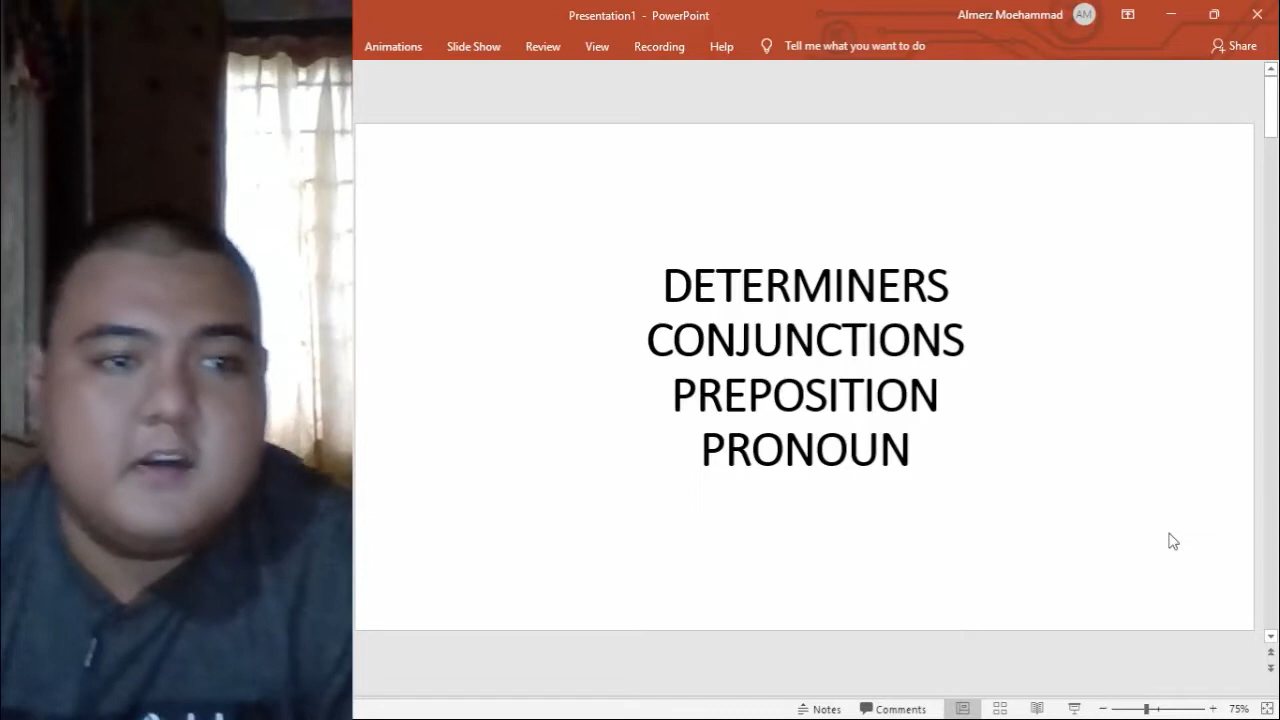 Presentation1 - PowerPoint
Almerz Moehammad
AM
Animations
Slide Show
Review
View
Recording
Help
Tell me what you want to do
Share
DETERMINERS
CONJUNCTIONS
PREPOSITION
PRONOUN
Notes
Comments
75%